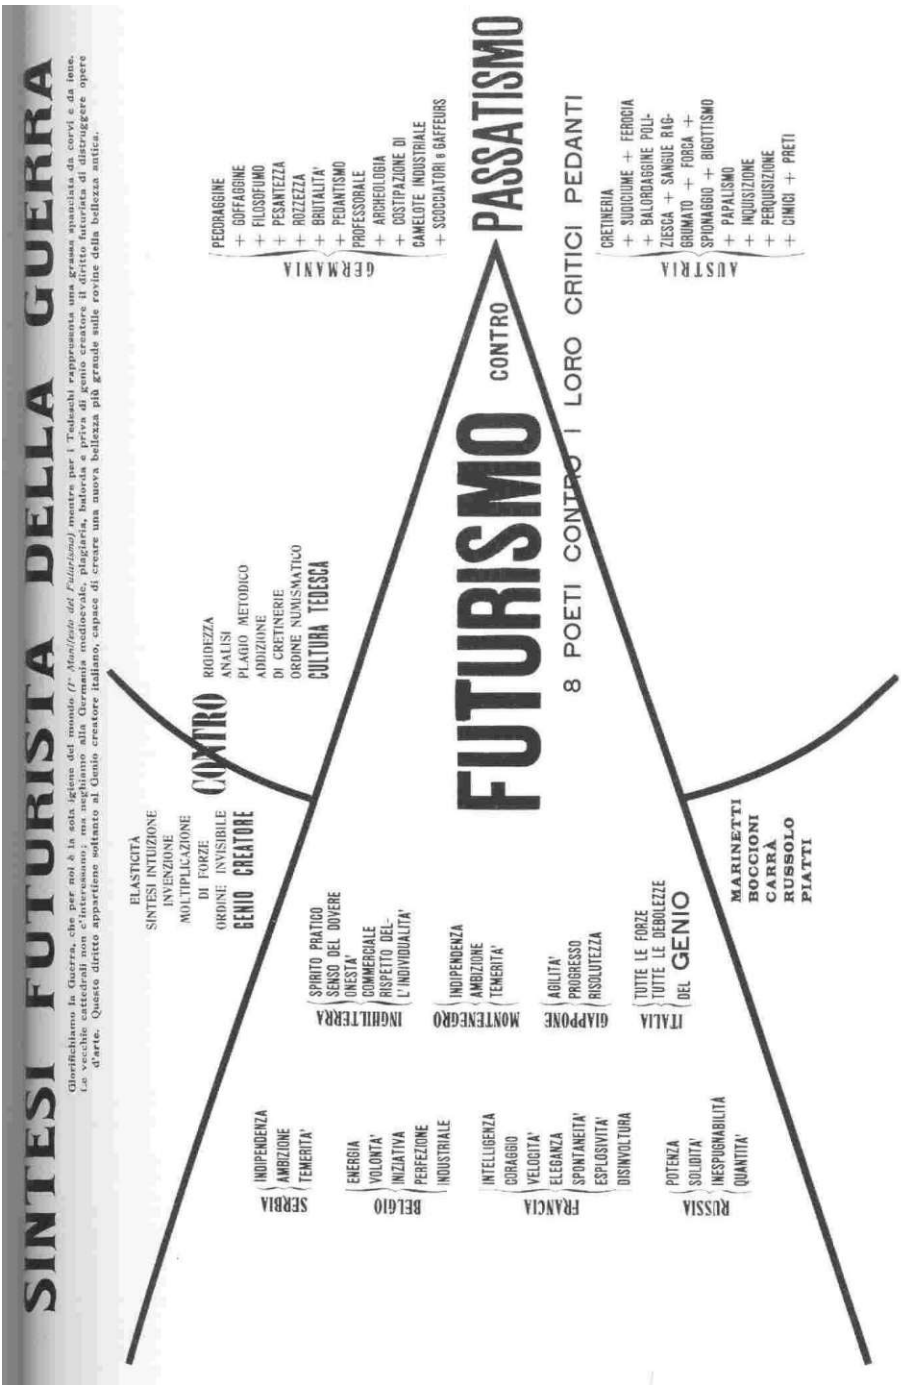 SINTESI FUTURISTA DELLA GUERRA
Glorifichiamo la Guerra, che per noi è la sola igiene del mondo (1° Manifesto del Futurismo) mentre per i Tedeschi rappresenta una grassa spanciata da corvi e da iene.
Le vecchie cattedrali non c'interessano; ma neghiamo alla Germania medioevale, plagiaria, balorda e priva di genio creatore il diritto futurista di distruggere opere
d'arte. Questo diritto appartiene soltanto al Genio creatore italiano, capace di creare una nuova bellezza più grande sulle rovine della bellezza antica.
SERBIA
INDIPENDENZA
AMBIZIONE
TEMERITA'
BELGIO
ENERGIA
VOLONTA'
INIZIATIVA
PERFEZIONE
INDUSTRIALE
FRANCIA
INTELLIGENZA
CORAGGIO
VELOCITA'
ELEGANZA
SPONTANEITA'
ESPLOSIVITA'
DISINVOLTURA
RUSSIA
POTENZA
SOLIDITA'
INESPUGNABILITÀ
QUANTITA'
INGHILTERRA
SPIRITO PRATICO
SENSO DEL DOVERE
ONESTA'
COMMERCIALE
RISPETTO DEL-
L'INDIVIDUALITA'
MONTENEGRO
INDIPENDENZA
AMBIZIONE
TEMERITA'
GIAPPONE
AGILITA'
PROGRESSO
RISOLUTEZZA
ITALIA
TUTTE LE FORZE
TUTTE LE DEBOLEZZE
DEL GENIO
ELASTICITÀ
SINTESI INTUIZIONE
INVENZIONE
MOLTIPLICAZIONE
DI FORZE
ORDINE INVISIBILE
GENIO CREATORE
CONTRO
RIGIDEZZA
ANALISI
PLAGIO METODICO
ADDIZIONE
DI CRETINERIE
ORDINE NUMISMATICO
CULTURA TEDESCA
FUTURISMO CONTRO PASSATISMO
8 POETI CONTRO I LORO CRITICI PEDANTI
MARINETTI
BOCCIONI
CARRÀ
RUSSOLO
PIATTI
GERMANIA
PECORAGGINE
+ GOFFAGGINE
+ FILOSOFUMO
+ PESANTEZZA
+ ROZZEZZA
+ BRUTALITA'
+ PEDANTISMO
PROFESSORALE
+ ARCHEOLOGIA
+ COSTIPAZIONE DI
CAMELOTE INDUSTRIALE
+ SCOCCIATORI e GAFFEURS
AUSTRIA
CRETINERIA
+ SUDICIUME + FEROCIA
+ BALORDAGGINE POLI-
ZIESCA + SANGUE RAG-
GRUMATO + FORCA +
SPIONAGGIO + BIGOTTISMO
+ PAPALISMO
+ INQUISIZIONE
+ PERQUISIZIONE
+ CIMICI + PRETI